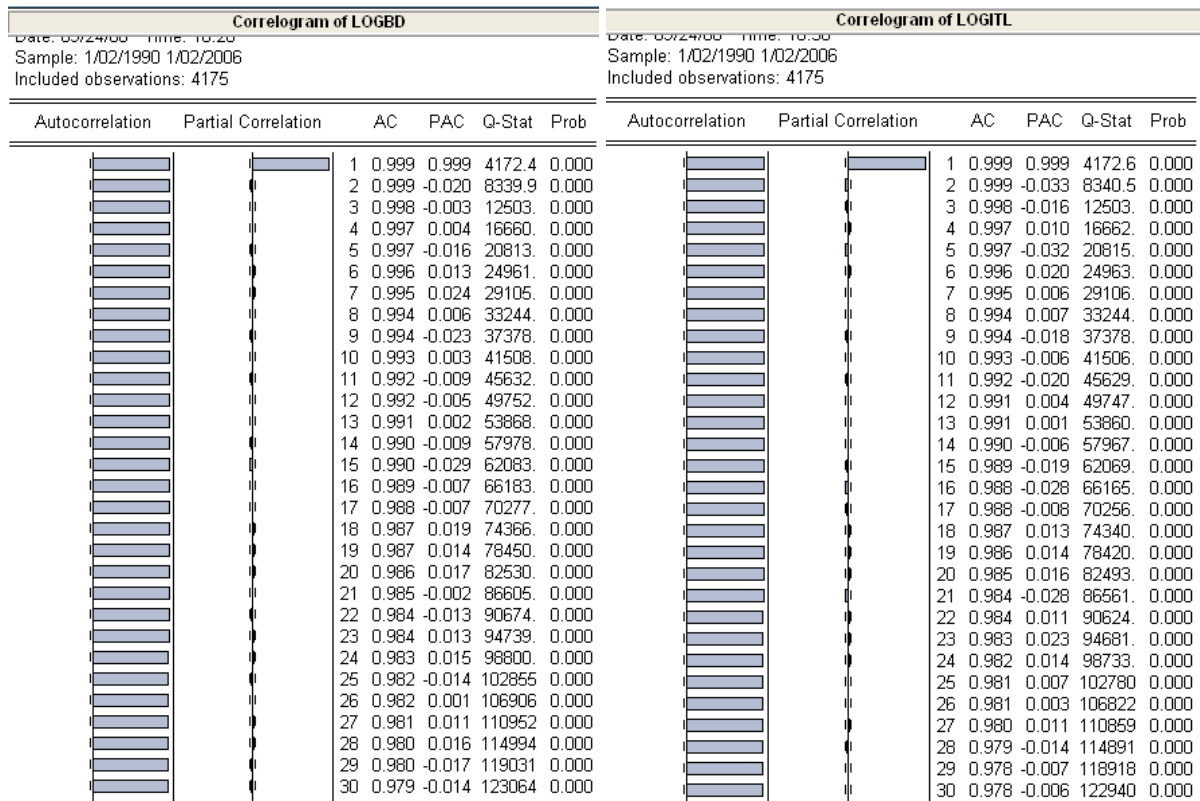 Correlogram of LOGBD
Sample: 1/02/1990 1/02/2006
Included observations: 4175
Autocorrelation Partial Correlation AC PAC Q-Stat Prob
1 0.999 0.999 4172.4 0.000
2 0.999 -0.020 8339.9 0.000
3 0.998 -0.003 12503. 0.000
4 0.997 0.004 16660. 0.000
5 0.997 -0.016 20813. 0.000
6 0.996 0.013 24961. 0.000
7 0.995 0.024 29105. 0.000
8 0.994 0.006 33244. 0.000
9 0.994 -0.023 37378. 0.000
10 0.993 0.003 41508. 0.000
11 0.992 -0.009 45632. 0.000
12 0.992 -0.005 49752. 0.000
13 0.991 0.002 53868. 0.000
14 0.990 -0.009 57978. 0.000
15 0.990 -0.029 62083. 0.000
16 0.989 -0.007 66183. 0.000
17 0.988 -0.007 70277. 0.000
18 0.987 0.019 74366. 0.000
19 0.987 0.014 78450. 0.000
20 0.986 0.017 82530. 0.000
21 0.985 -0.002 86605. 0.000
22 0.984 -0.013 90674. 0.000
23 0.984 0.013 94739. 0.000
24 0.983 0.015 98800. 0.000
25 0.982 -0.014 102855 0.000
26 0.982 0.001 106906 0.000
27 0.981 0.011 110952 0.000
28 0.980 0.016 114994 0.000
29 0.980 -0.017 119031 0.000
30 0.979 -0.014 123064 0.000
Correlogram of LOGITL
Sample: 1/02/1990 1/02/2006
Included observations: 4175
Autocorrelation Partial Correlation AC PAC Q-Stat Prob
1 0.999 0.999 4172.6 0.000
2 0.999 -0.033 8340.5 0.000
3 0.998 -0.016 12503. 0.000
4 0.997 0.010 16662. 0.000
5 0.997 -0.032 20815. 0.000
6 0.996 0.020 24963. 0.000
7 0.995 0.006 29106. 0.000
8 0.994 0.007 33244. 0.000
9 0.994 -0.018 37378. 0.000
10 0.993 -0.006 41506. 0.000
11 0.992 -0.020 45629. 0.000
12 0.991 0.004 49747. 0.000
13 0.991 0.001 53860. 0.000
14 0.990 -0.006 57967. 0.000
15 0.989 -0.019 62069. 0.000
16 0.988 -0.028 66165. 0.000
17 0.988 -0.008 70256. 0.000
18 0.987 0.013 74340. 0.000
19 0.986 0.014 78420. 0.000
20 0.985 0.016 82493. 0.000
21 0.984 -0.028 86561. 0.000
22 0.984 0.011 90624. 0.000
23 0.983 0.023 94681. 0.000
24 0.982 0.014 98733. 0.000
25 0.981 0.007 102780 0.000
26 0.981 0.003 106822 0.000
27 0.980 0.011 110859 0.000
28 0.979 -0.014 114891 0.000
29 0.978 -0.007 118918 0.000
30 0.978 -0.006 122940 0.000